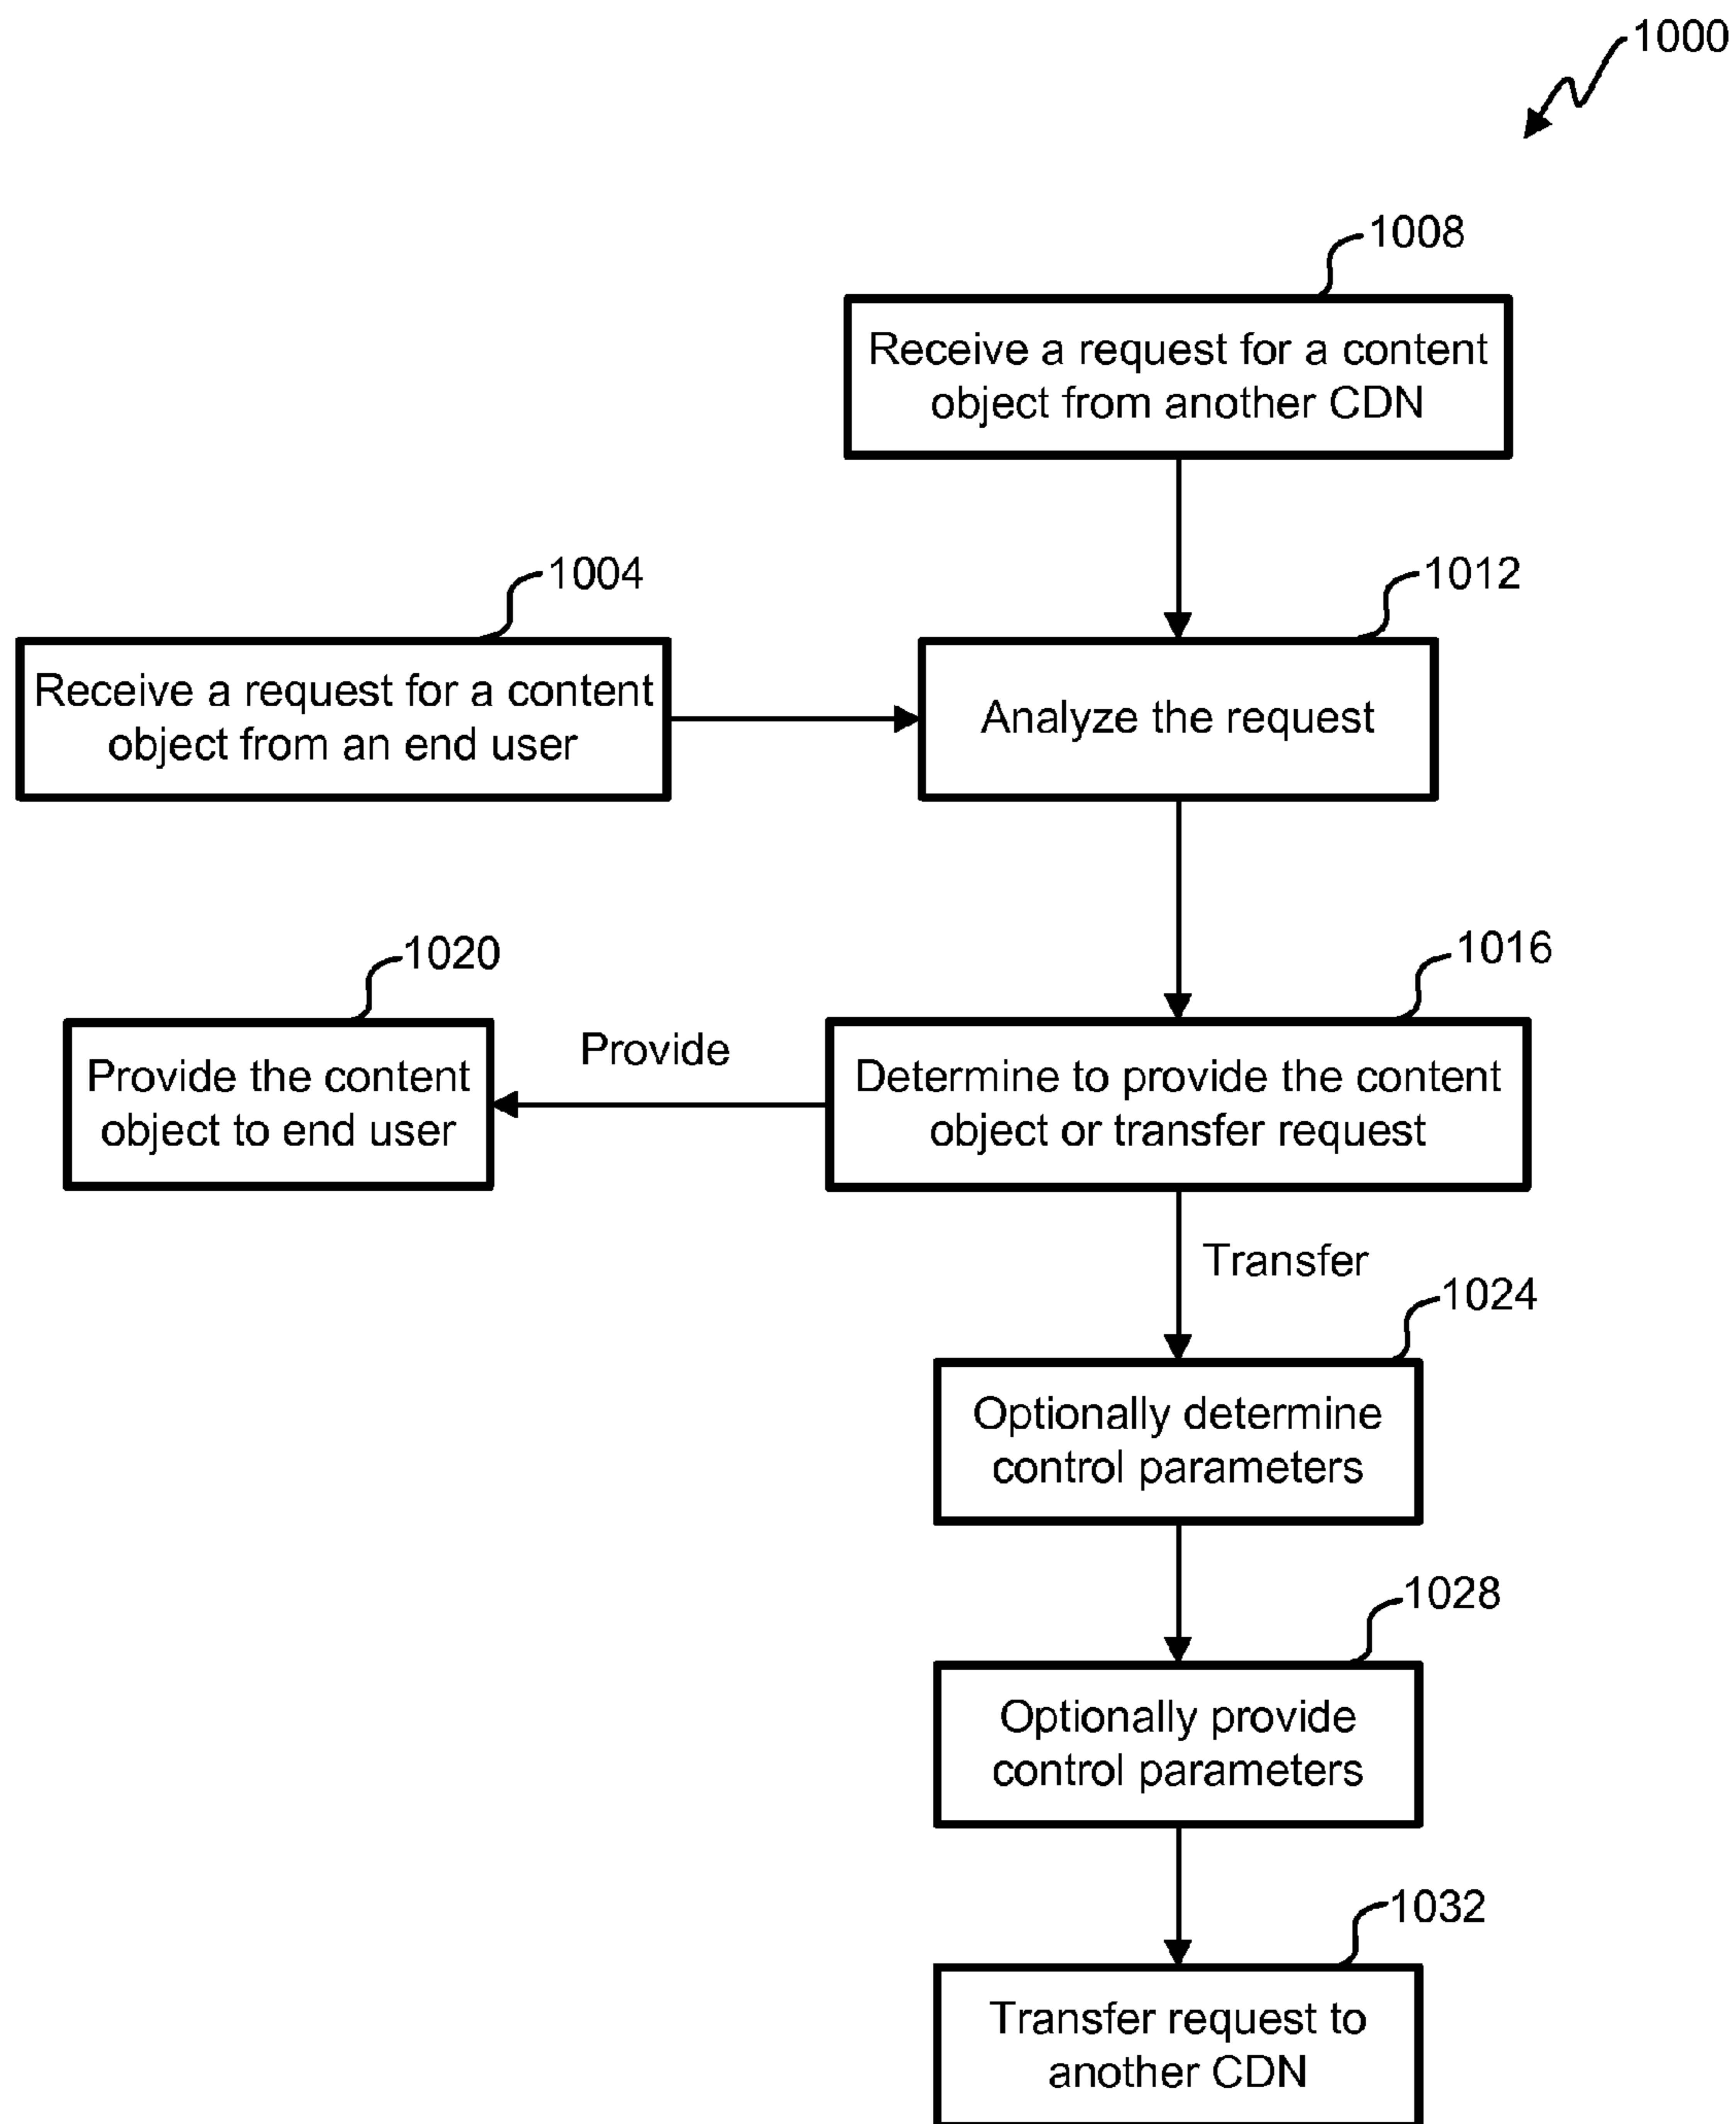 1000
1008
Receive a request for a content
object from another CDN
1004
1012
Receive a request for a content
object from an end user
Analyze the request
1020
1016
Provide the content
object to end user
Provide
Determine to provide the content
object or transfer request
Transfer
1024
Optionally determine
control parameters
1028
Optionally provide
control parameters
1032
Transfer request to
another CDN